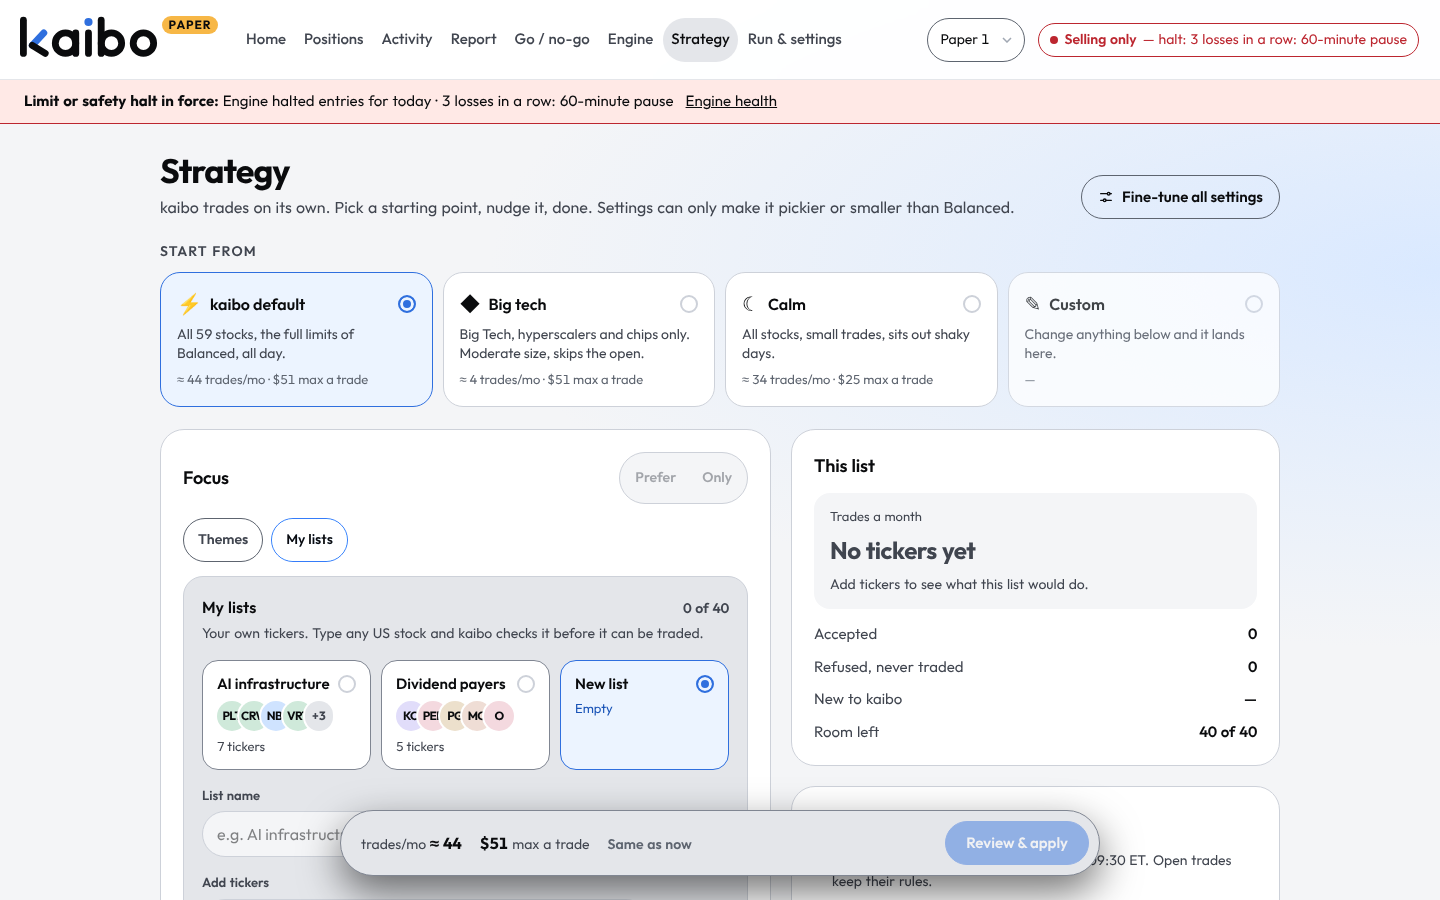 kaibo PAPER
Home Positions Activity Report Go / no-go Engine Strategy Run & settings
Paper 1
Selling only — halt: 3 losses in a row: 60-minute pause
Limit or safety halt in force: Engine halted entries for today · 3 losses in a row: 60-minute pause Engine health
Strategy
kaibo trades on its own. Pick a starting point, nudge it, done. Settings can only make it pickier or smaller than Balanced.
Fine-tune all settings
START FROM
kaibo default
All 59 stocks, the full limits of
Balanced, all day.
≈ 44 trades/mo · $51 max a trade
Big tech
Big Tech, hyperscalers and chips only.
Moderate size, skips the open.
≈ 4 trades/mo · $51 max a trade
Calm
All stocks, small trades, sits out shaky
days.
≈ 34 trades/mo · $25 max a trade
Custom
Change anything below and it lands
here.
—
Focus
Prefer Only
Themes My lists
My lists
0 of 40
Your own tickers. Type any US stock and kaibo checks it before it can be traded.
AI infrastructure
+3
7 tickers
Dividend payers
O
5 tickers
New list
Empty
List name
e.g. AI infrastruct
Add tickers
This list
Trades a month
No tickers yet
Add tickers to see what this list would do.
Accepted 0
Refused, never traded 0
New to kaibo —
Room left 40 of 40
09:30 ET. Open trades
keep their rules.
trades/mo ≈ 44 $51 max a trade Same as now
Review & apply